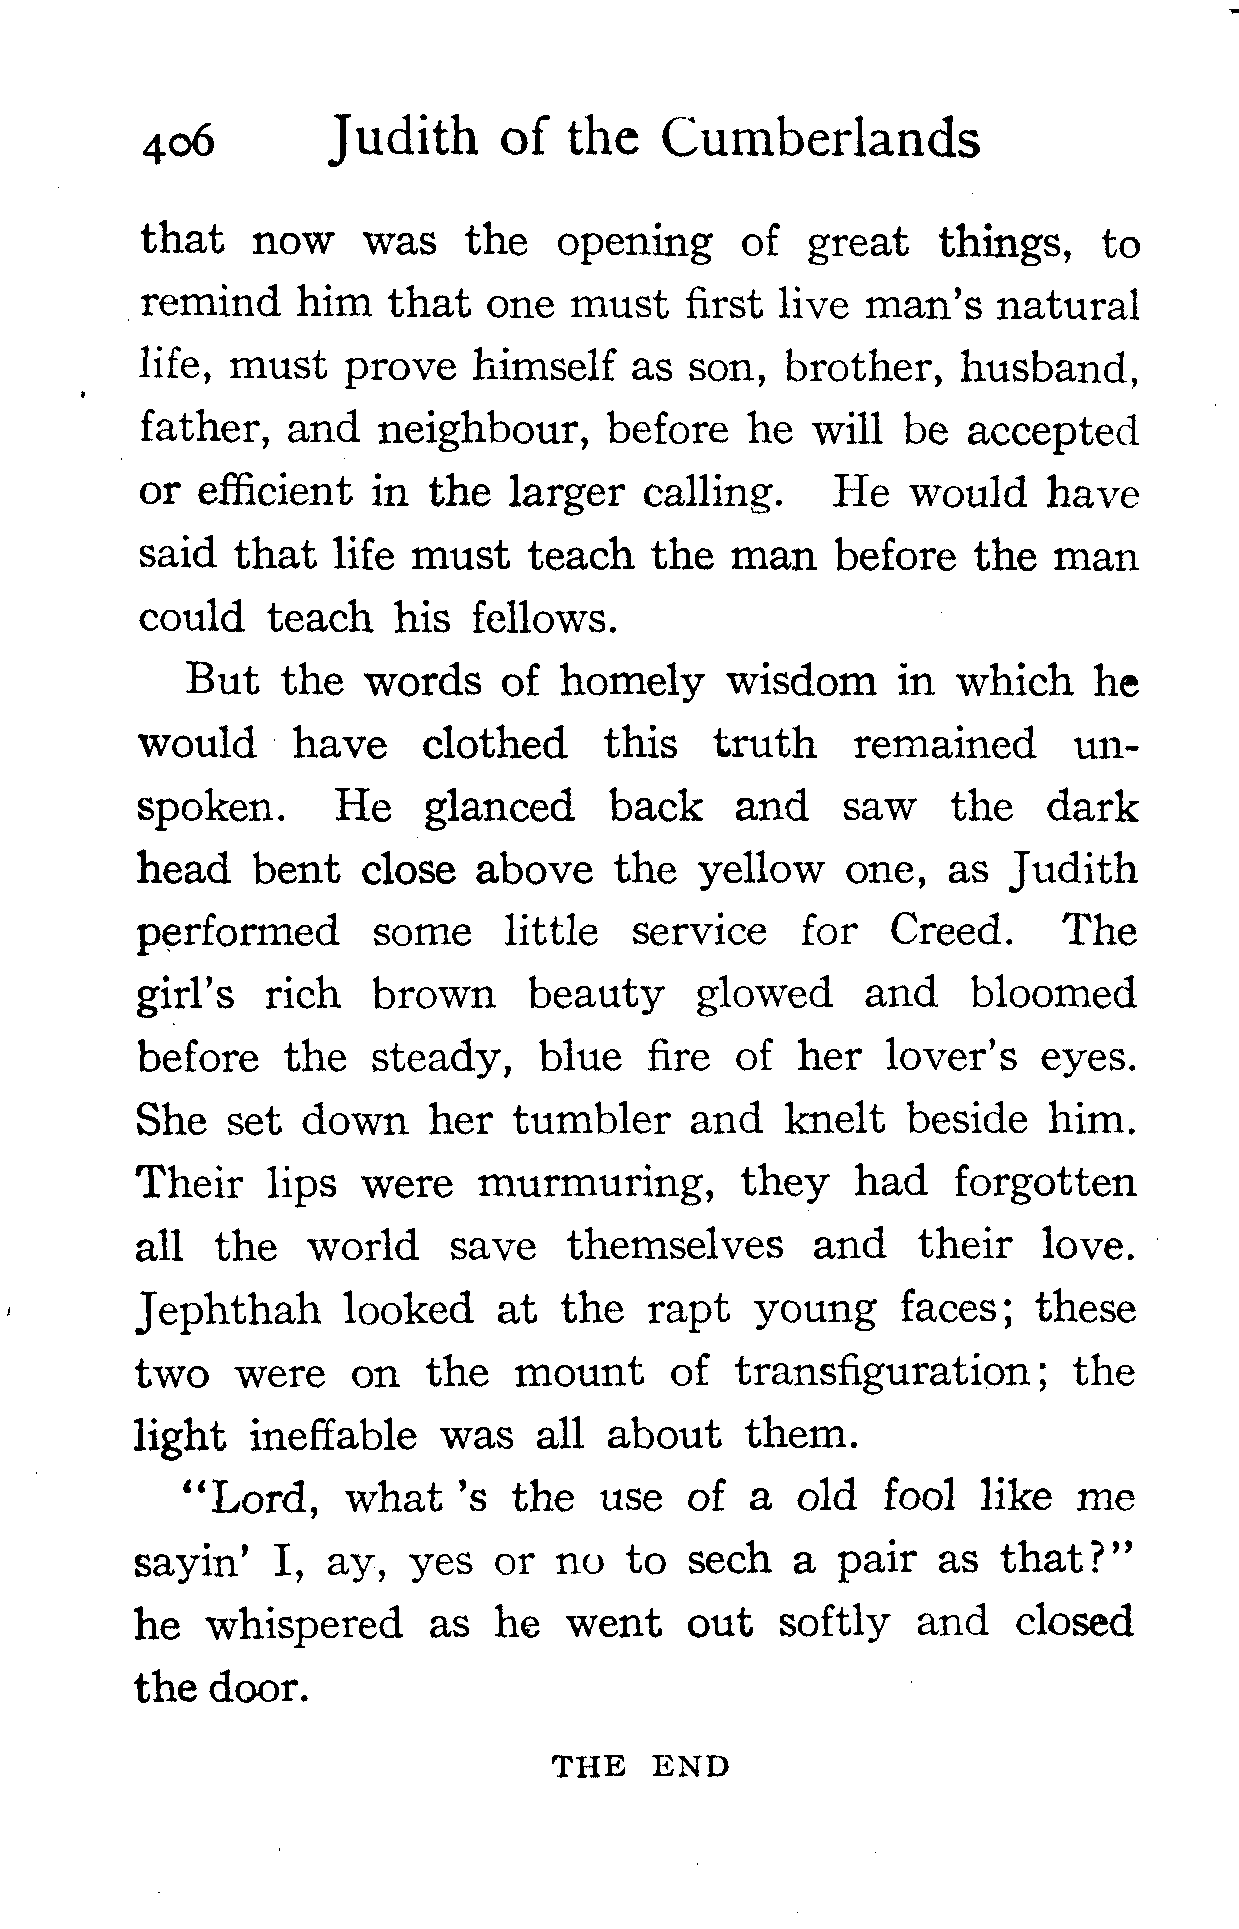 406 Judith of the Cumberlands
that now was the opening of great things, to
remind him that one must first live man's natural
life, must prove himself as son, brother, husband,
father, and neighbour, before he will be accepted
or efficient in the larger calling. He would have
said that life must teach the man before the man
could teach his fellows.
But the words of homely wisdom in which he
would have clothed this truth remained un-
spoken. He glanced back and saw the dark
head bent close above the yellow one, as Judith
performed some little service for Creed. The
girl's rich brown beauty glowed and bloomed
before the steady, blue fire of her lover's eyes.
She set down her tumbler and knelt beside him.
Their lips were murmuring, they had forgotten
all the world save themselves and their love.
Jephthah looked at the rapt young faces; these
two were on the mount of transfiguration; the
light ineffable was all about them.
"Lord, what 's the use of a old fool like me
sayin' I, ay, yes or no to sech a pair as that?"
he whispered as he went out softly and closed
the door.
THE END